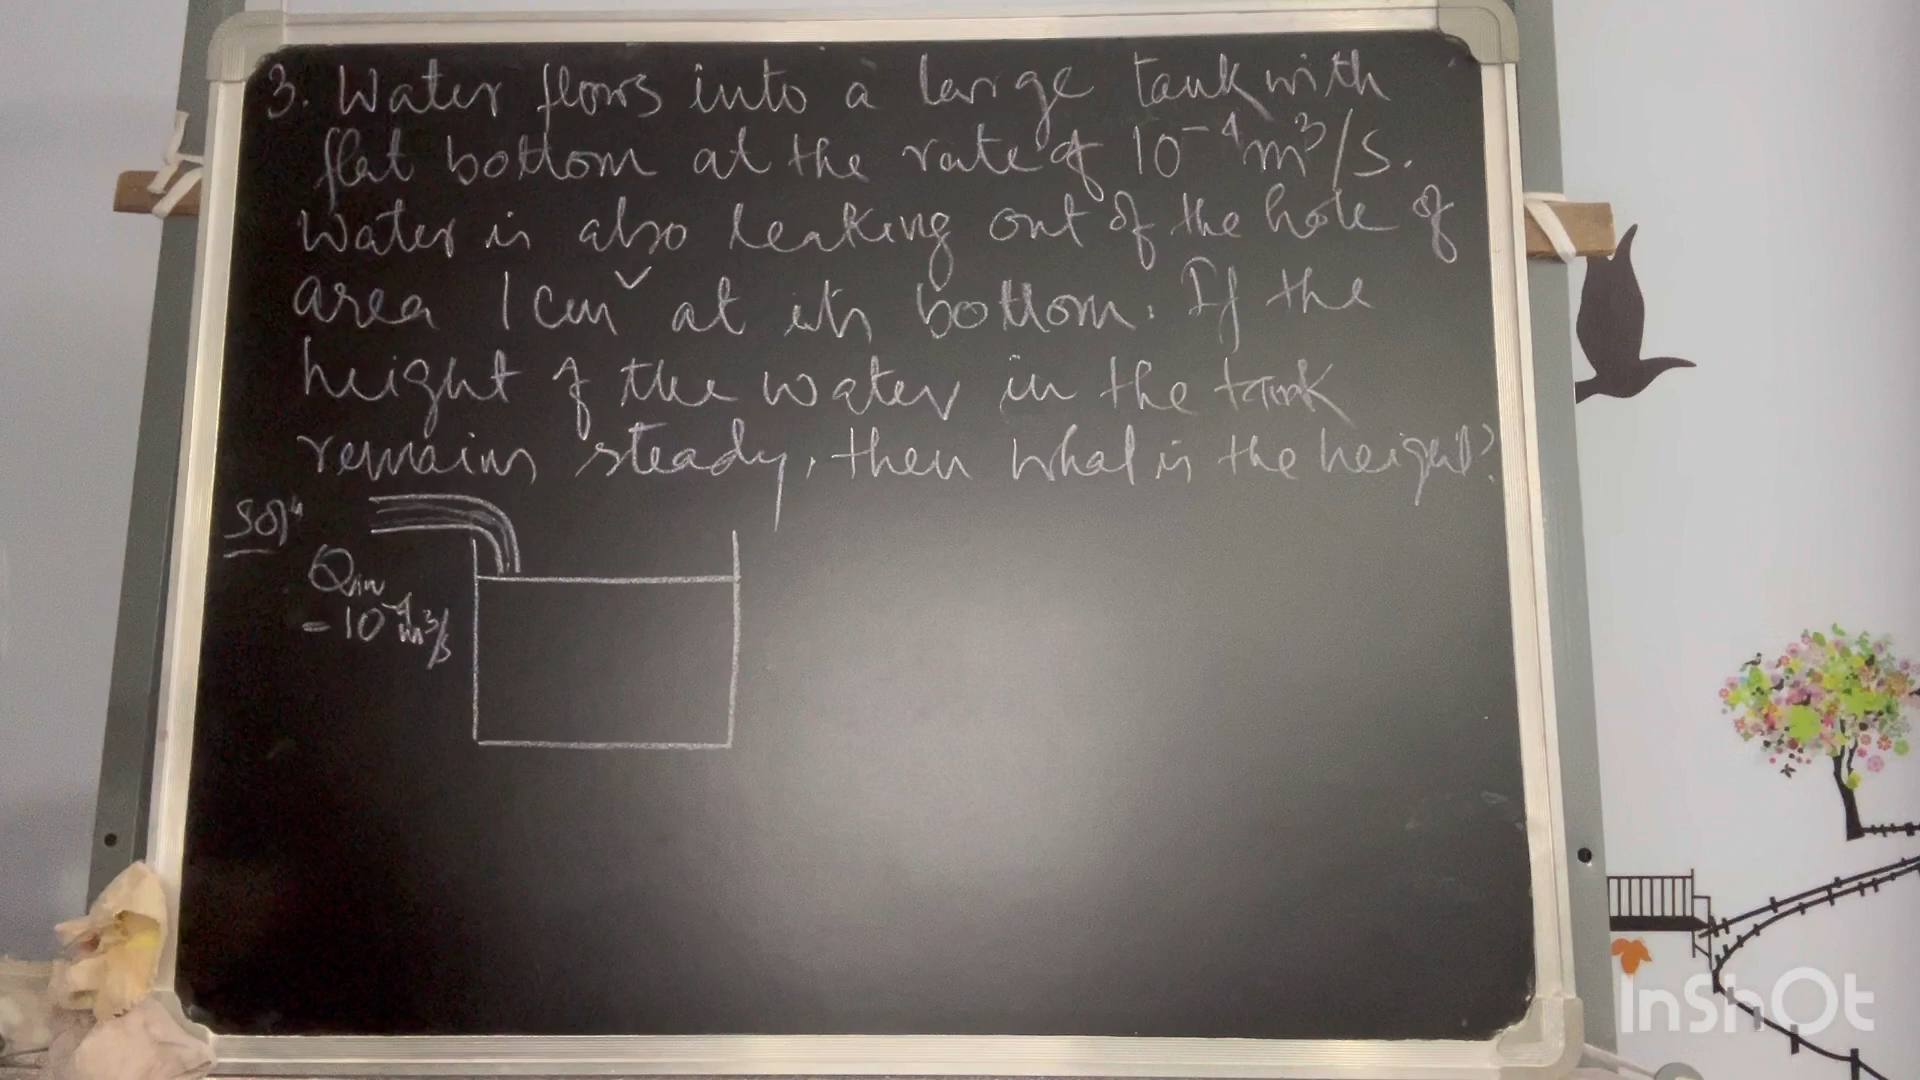 3. Water flows into a large tank with
flat bottom at the rate of 10⁻⁴ m³/s.
Water is also leaking out of the hole of
area 1 cm² at its bottom. If the
height of the water in the tank
remains steady, then what is the height?
Solⁿ
Qin
= 10⁻⁴ m³/s
InShOt